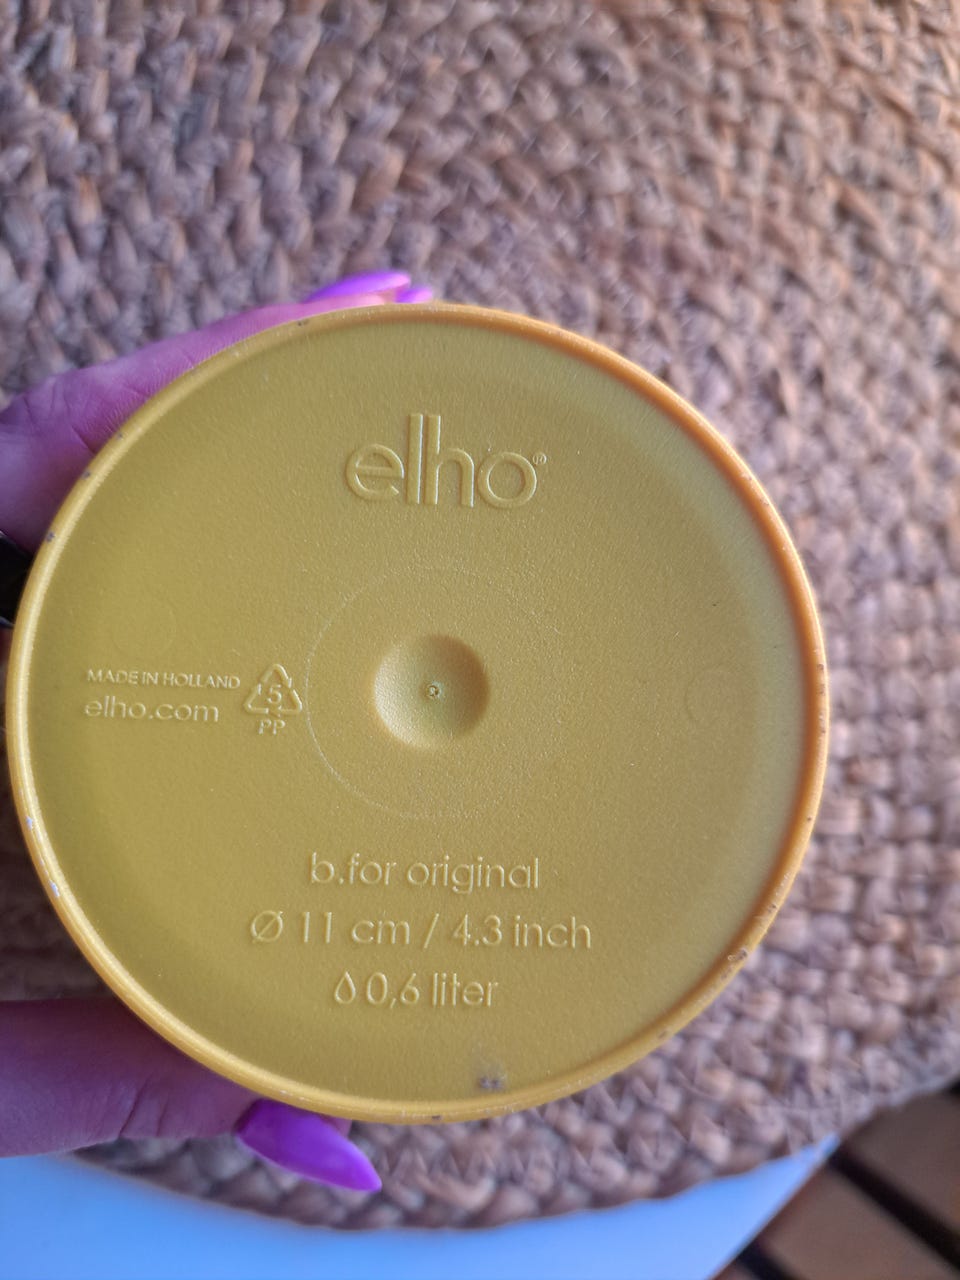 elho®
MADE IN HOLLAND
elho.com
5
PP
b.for original
Ø 11 cm / 4.3 inch
0,6 liter